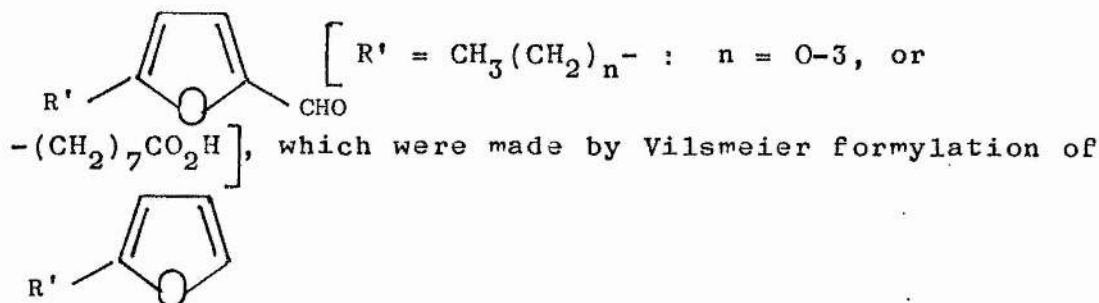 [R' = CH3(CH2)n- : n = 0-3, or
R' O CHO
-(CH2)7CO2H], which were made by Vilsmeier formylation of
R' O